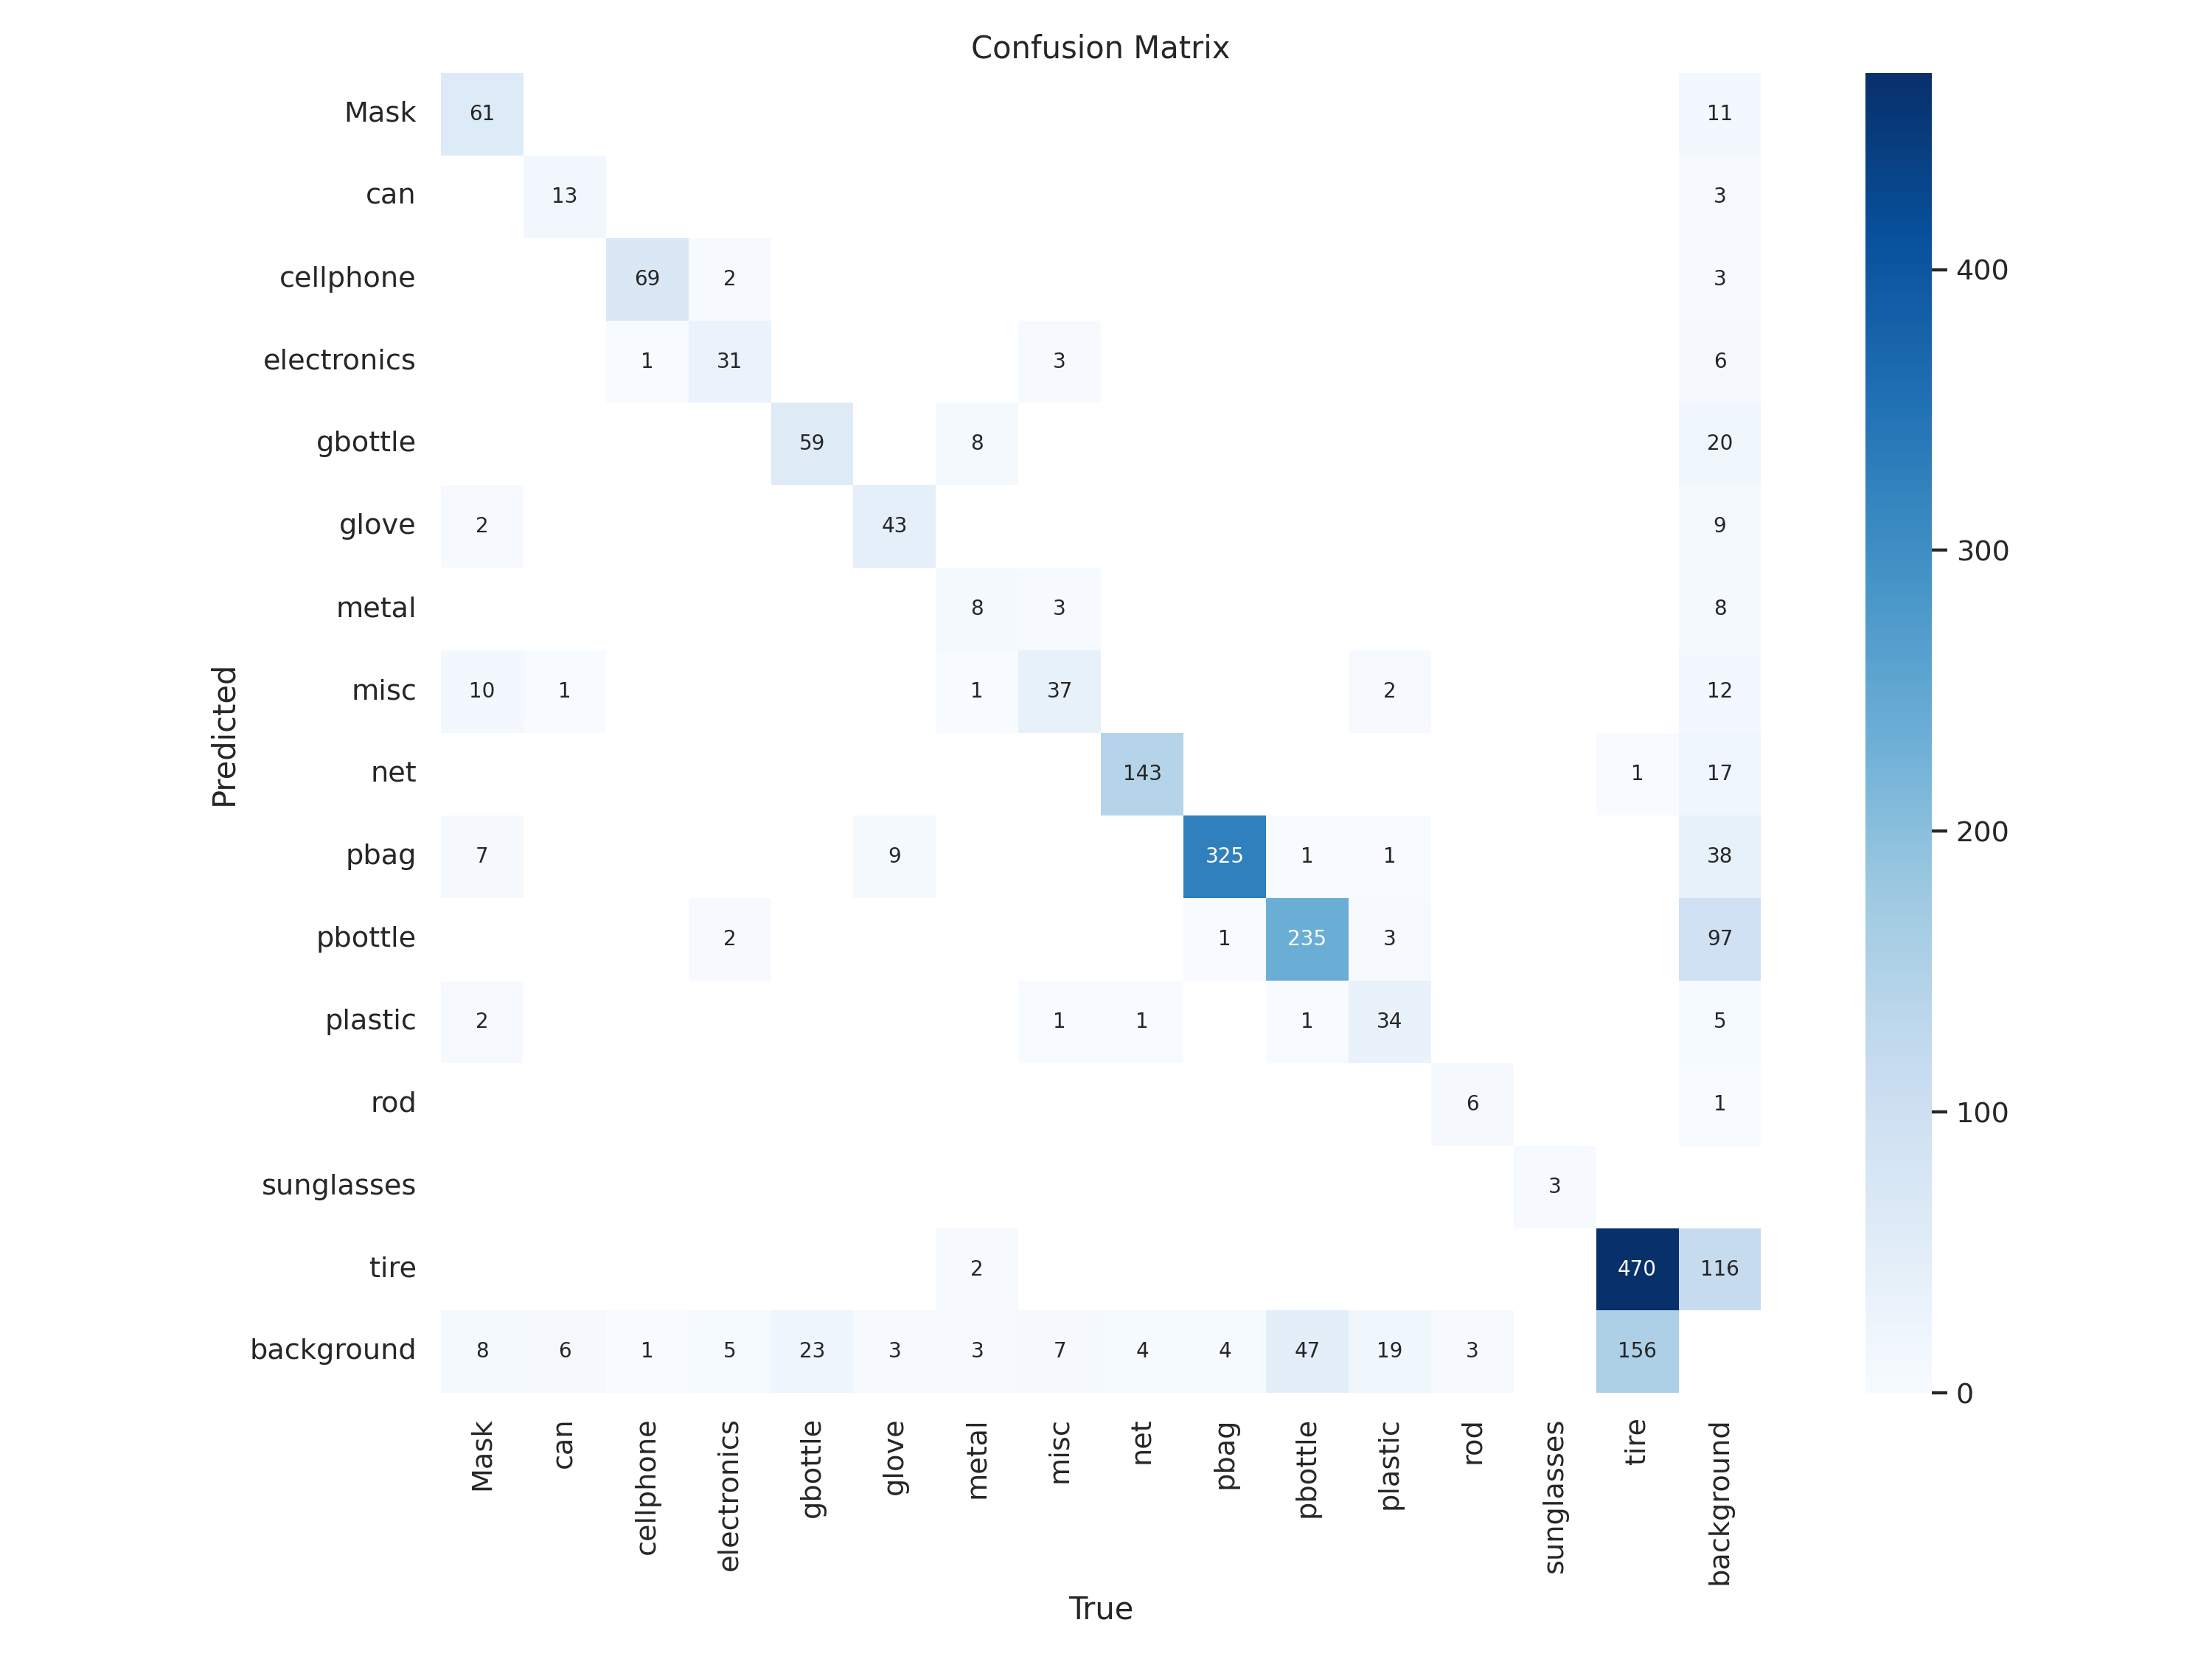 Confusion Matrix
Mask 61 11
can 13 3
cellphone 69 2 3
electronics 1 31 3 6
gbottle 59 8 20
glove 2 43 9
metal 8 3 8
misc 10 1 1 37 2 12
net 143 1 17
pbag 7 9 325 1 1 38
pbottle 2 1 235 3 97
plastic 2 1 1 1 34 5
rod 6 1
sunglasses 3
tire 2 470 116
background 8 6 1 5 23 3 3 7 4 4 47 19 3 156
Predicted
Mask can cellphone electronics gbottle glove metal misc net pbag pbottle plastic rod sunglasses tire background
True
400
300
200
100
0